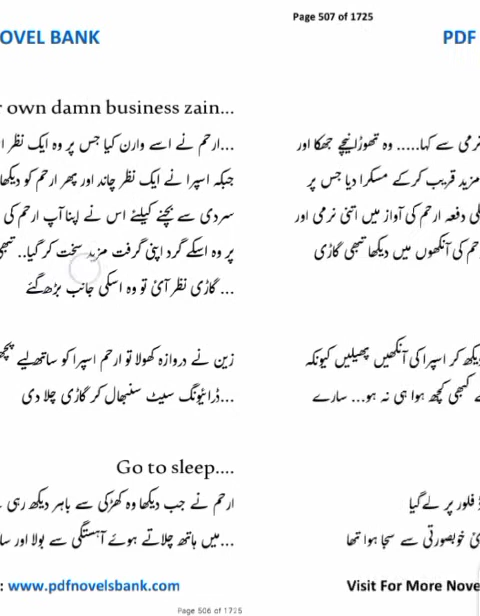 OVEL BANK
own damn business zain...
...ارحم نے اسے وارن کیا جس پر وہ ایک نظر
جبکہ اسپرا نے ایک نظر چاند اور پھر ارحم کو دیکھا
سردی سے بچنے کیلئے اس نے اپنا آپ ارحم کی
پر وہ اسکے گرد اپنی گرفت مزید سخت کر گیا.. تبھی
... گاڑی نظر آئ تو وہ اسکی جانب بڑھ گئے
زین نے دروازہ کھولا تو ارحم اسپرا کو ساتھ لیے
...ڈرائیونگ سیٹ سنبھال کر گاڑی چلا دی
Go to sleep....
ارحم نے جب دیکھا وہ کھڑکی سے باہر دیکھ رہی
...میں ہاتھ چلاتے ہوئے آہستگی سے بولا اور
: www.pdfnovelsbank.com
Page 506 of 1725
Page 507 of 1725
PDF
نرمی سے کہا..... وہ تھوڑا نیچے جھکا اور
مزید قریب کرکے مسکرا دیا جس پر
دفعہ ارحم کی آواز میں اتنی نرمی اور
کی آنکھوں میں دیکھا تبھی گاڑی
دیکھ کر اسپرا کی آنکھیں پھیلیں کیونکہ
کبھی کچھ ہوا ہی نہ ہو... سارے
فلور پر لے گیا
خوبصورتی سے سجا ہوا تھا
Visit For More Nove